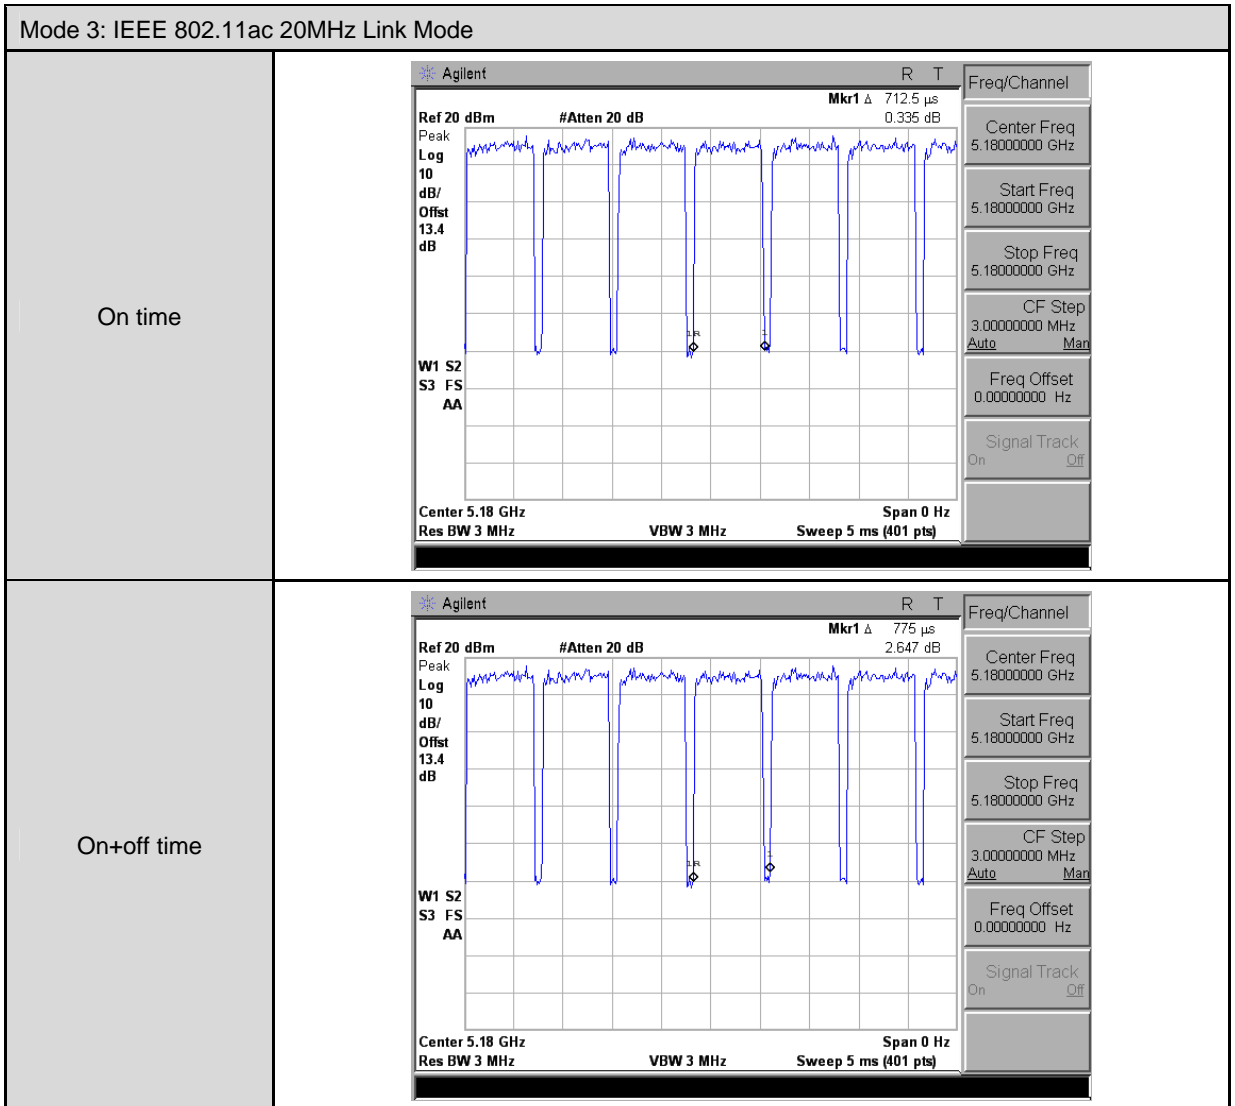 Mode 3: IEEE 802.11ac 20MHz Link Mode
On time
Agilent R T
Mkr1 Δ 712.5 μs
Ref 20 dBm #Atten 20 dB 0.335 dB
Peak
Log
10
dB/
Offst
13.4
dB
1R
1
W1 S2
S3 FS
AA
Center 5.18 GHz Span 0 Hz
Res BW 3 MHz VBW 3 MHz Sweep 5 ms (401 pts)
Freq/Channel
Center Freq
5.18000000 GHz
Start Freq
5.18000000 GHz
Stop Freq
5.18000000 GHz
CF Step
3.00000000 MHz
Auto Man
Freq Offset
0.00000000 Hz
Signal Track
On Off
On+off time
Agilent R T
Mkr1 Δ 775 μs
Ref 20 dBm #Atten 20 dB 2.647 dB
Peak
Log
10
dB/
Offst
13.4
dB
1R
1
W1 S2
S3 FS
AA
Center 5.18 GHz Span 0 Hz
Res BW 3 MHz VBW 3 MHz Sweep 5 ms (401 pts)
Freq/Channel
Center Freq
5.18000000 GHz
Start Freq
5.18000000 GHz
Stop Freq
5.18000000 GHz
CF Step
3.00000000 MHz
Auto Man
Freq Offset
0.00000000 Hz
Signal Track
On Off